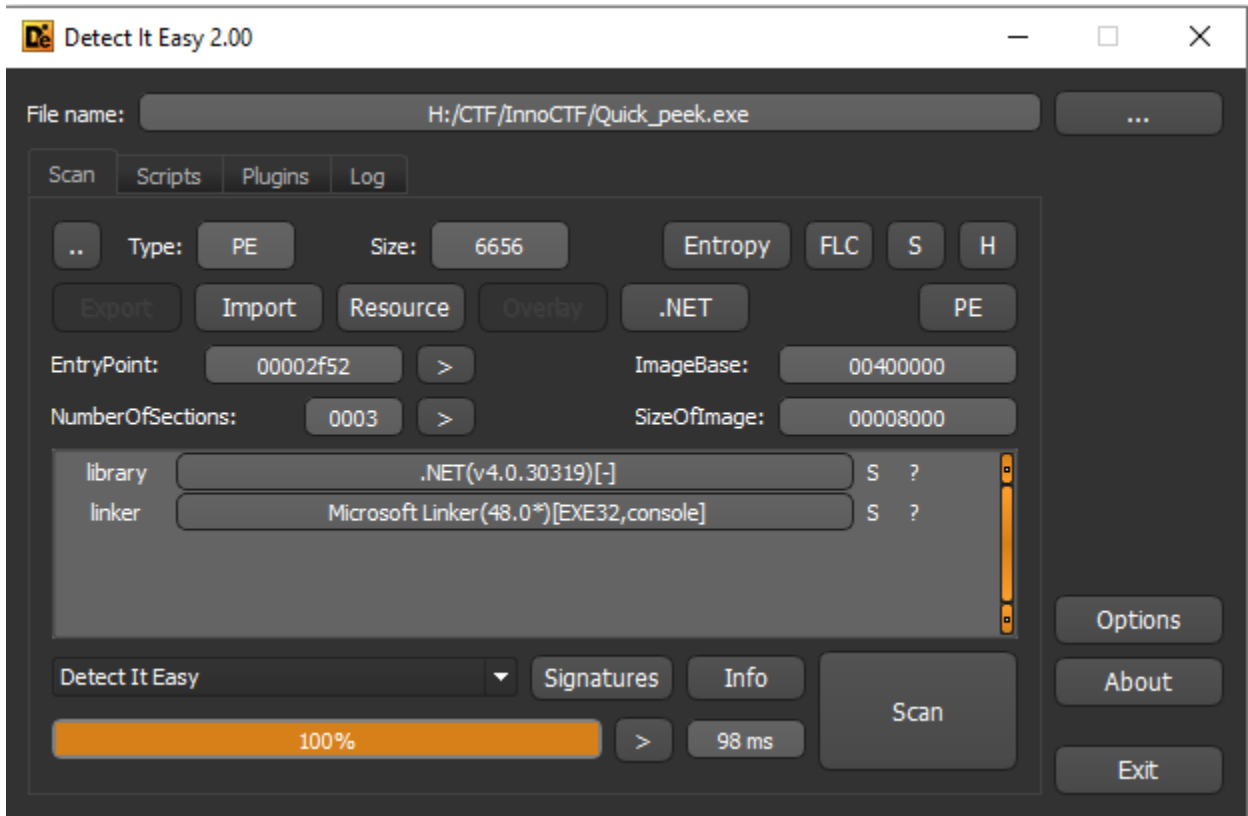 Detect It Easy 2.00
File name: H:/CTF/InnoCTF/Quick_peek.exe ...
Scan Scripts Plugins Log
.. Type: PE Size: 6656 Entropy FLC S H
Export Import Resource Overlay .NET PE
EntryPoint: 00002f52 > ImageBase: 00400000
NumberOfSections: 0003 > SizeOfImage: 00008000
library .NET(v4.0.30319)[-] S ?
linker Microsoft Linker(48.0*)[EXE32,console] S ?
Options
Detect It Easy Signatures Info About
Scan
100% > 98 ms
Exit